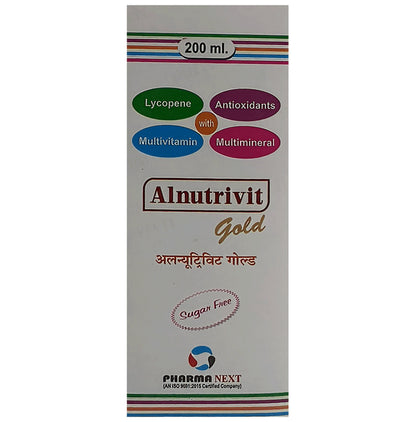 200 ml.
Lycopene
Antioxidants
with
Multivitamin
Multimineral
Alnutrivit
Gold
अलन्यूट्रिविट गोल्ड
Sugar Free
PHARMA NEXT
(AN ISO 9001:2015 Certified Company)